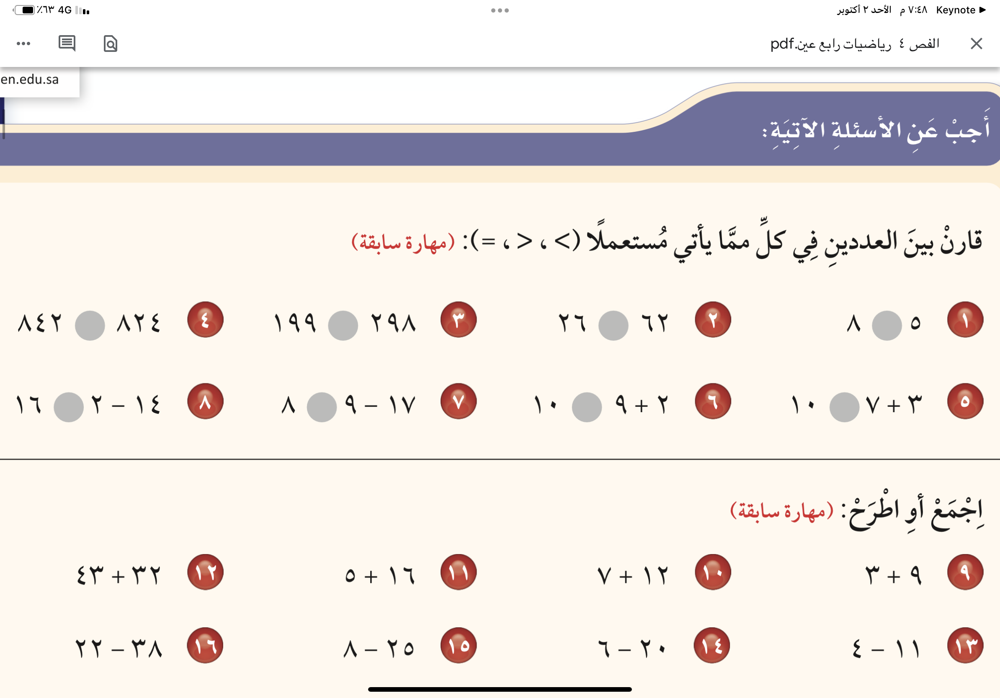 Keynote ٧:٤٨ م الأحد ٢ أكتوبر
4G ٦٣٪
الفص ٤ رياضيات رابع عين.pdf
en.edu.sa
أَجِبْ عَنِ الأسئلةِ الآتِيَةِ:
قارنْ بينَ العددينِ فِي كلِّ ممَّا يأتي مُستعملًا (> ، < ، =): (مهارة سابقة)
١ ٥ ● ٨ ٢ ٦٢ ● ٢٦ ٣ ٢٩٨ ● ١٩٩ ٤ ٨٢٤ ● ٨٤٢
٥ ٣ + ٧ ● ١٠ ٦ ٢ + ٩ ● ١٠ ٧ ١٧ – ٩ ● ٨ ٨ ١٤ – ٢ ● ١٦
اِجْمَعْ أوِ اطْرَحْ: (مهارة سابقة)
٩ ٩ + ٣ ١٠ ١٢ + ٧ ١١ ١٦ + ٥ ١٢ ٣٢ + ٤٣
١٣ ١١ – ٤ ١٤ ٢٠ – ٦ ١٥ ٢٥ – ٨ ١٦ ٣٨ – ٢٢